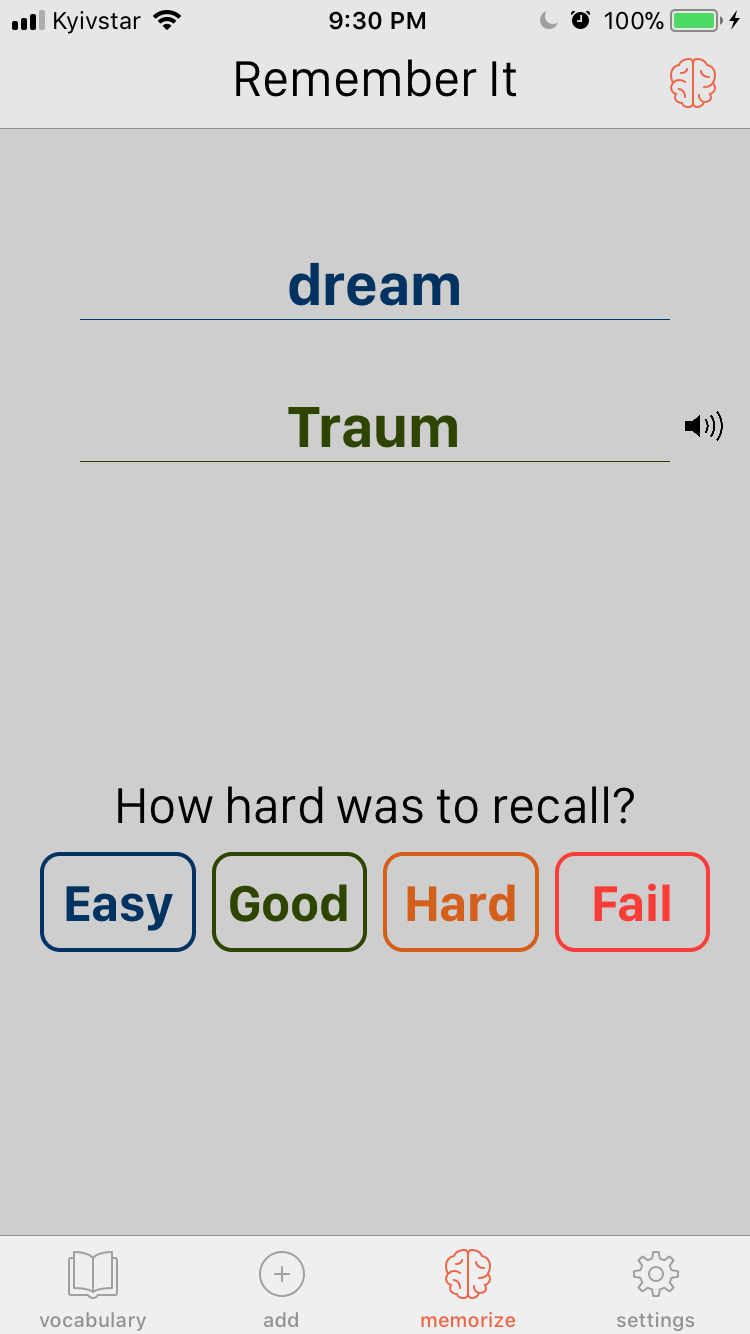 Kyivstar 9:30 PM 100%
Remember It
dream
Traum
How hard was to recall?
Easy Good Hard Fail
vocabulary add memorize settings